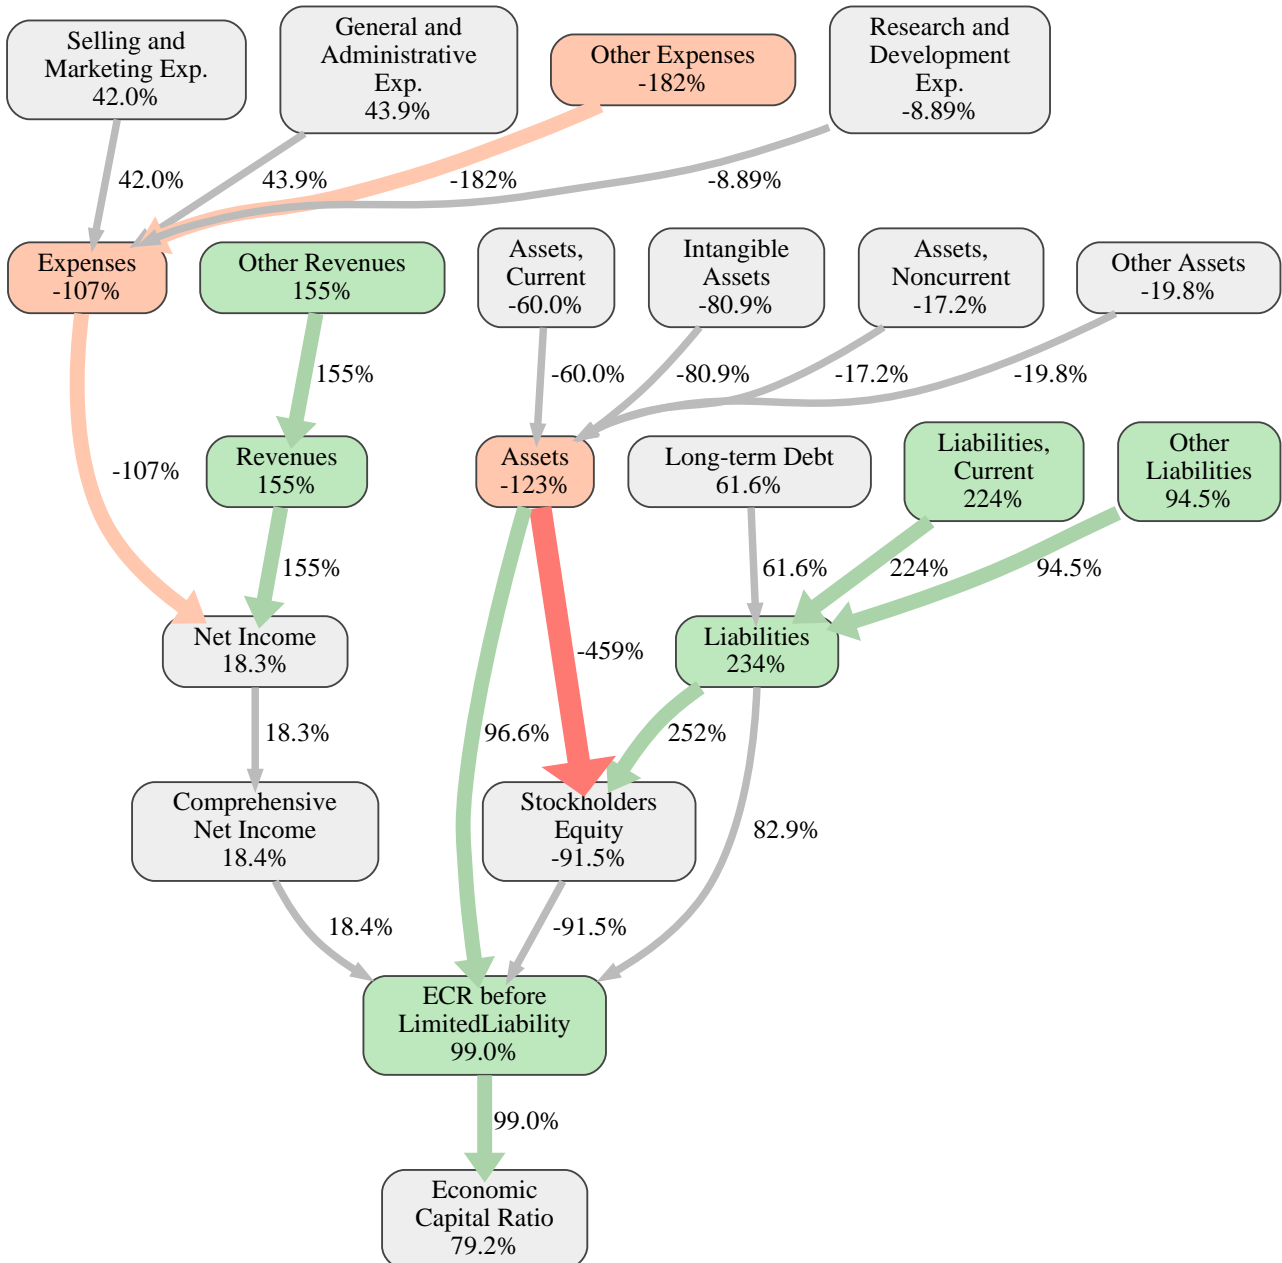 Selling and
Marketing Exp.
42.0%
General and
Administrative
Exp.
43.9%
Other Expenses
-182%
Research and
Development
Exp.
-8.89%
42.0%
43.9%
-182%
-8.89%
Expenses
-107%
Other Revenues
155%
Assets,
Current
-60.0%
Intangible
Assets
-80.9%
Assets,
Noncurrent
-17.2%
Other Assets
-19.8%
155%
-60.0%
-80.9%
-17.2%
-19.8%
-107%
Revenues
155%
Assets
-123%
Long-term Debt
61.6%
Liabilities,
Current
224%
Other
Liabilities
94.5%
155%
61.6%
224%
94.5%
Net Income
18.3%
-459%
Liabilities
234%
18.3%
96.6%
252%
Comprehensive
Net Income
18.4%
Stockholders
Equity
-91.5%
82.9%
18.4%
-91.5%
ECR before
LimitedLiability
99.0%
99.0%
Economic
Capital Ratio
79.2%